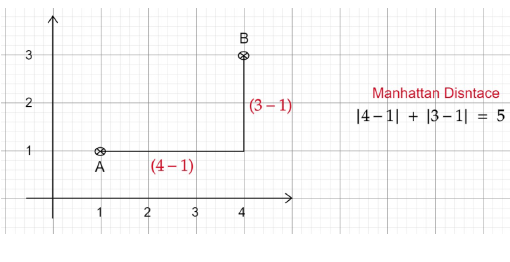 B
3
2
(3 – 1)
Manhattan Disntace
|4 – 1| + |3 – 1| = 5
1
A
(4 – 1)
1 2 3 4